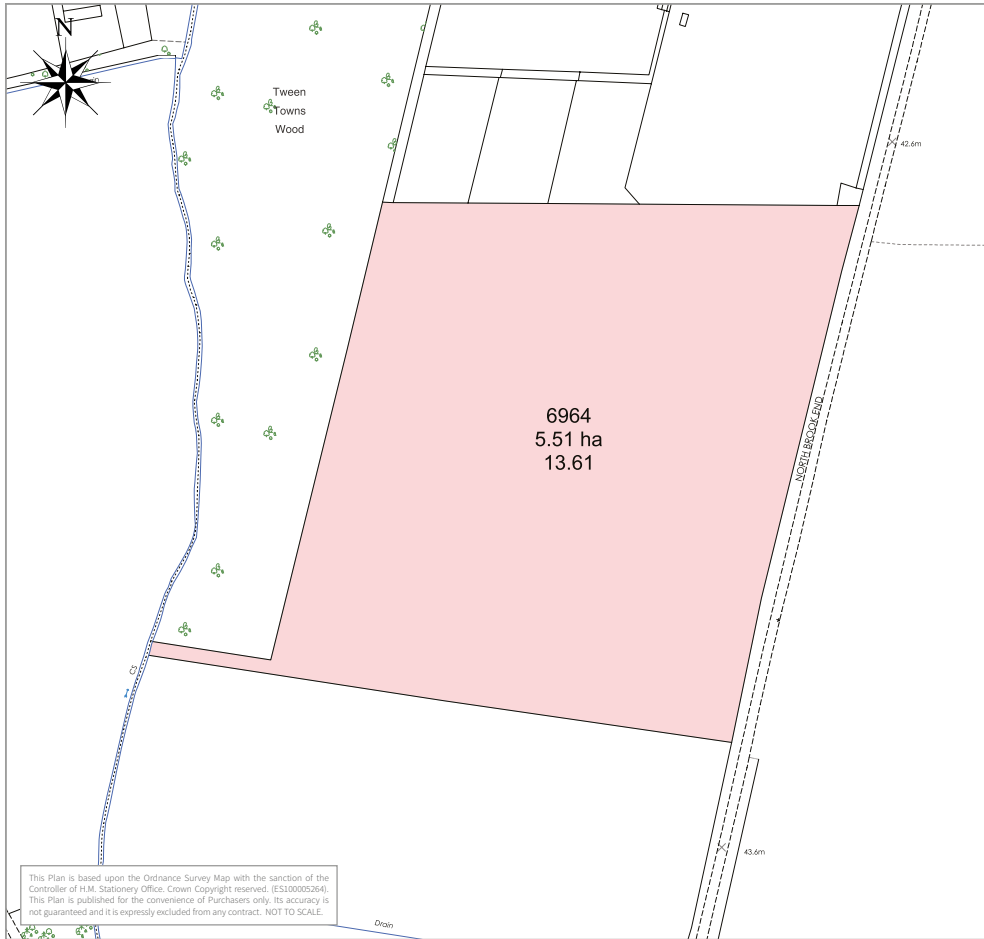 N
Tween
Towns
Wood
42.6m
6964
5.51 ha
13.61
NORTH BROOK END
CS
43.6m
This Plan is based upon the Ordnance Survey Map with the sanction of the
Controller of H.M. Stationery Office. Crown Copyright reserved. (ES100005264).
This Plan is published for the convenience of Purchasers only. Its accuracy is
not guaranteed and it is expressly excluded from any contract. NOT TO SCALE.
Drain